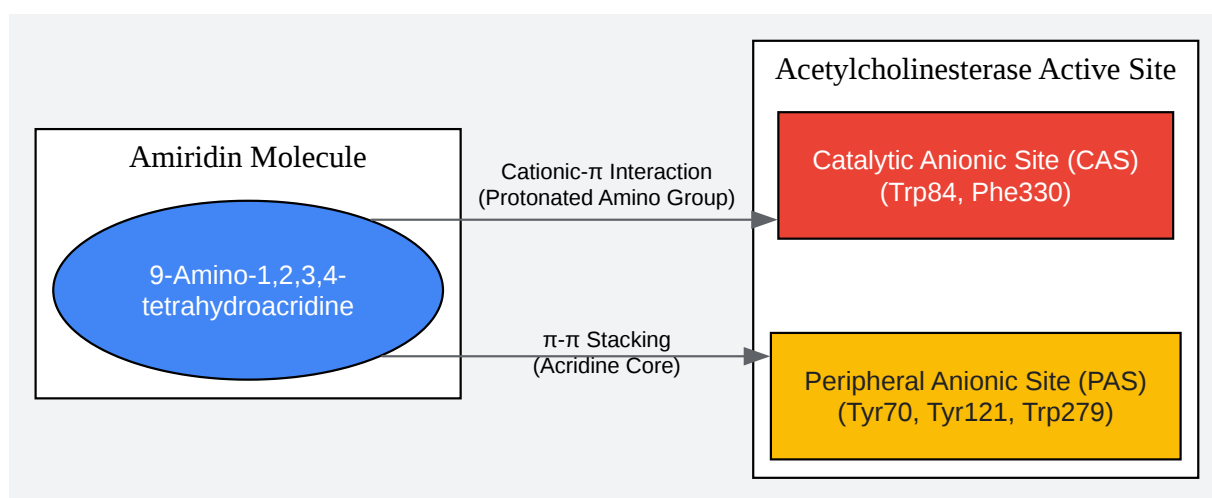 Amiridin Molecule
9-Amino-1,2,3,4-
tetrahydroacridine
Cationic-π Interaction
(Protonated Amino Group)
π-π Stacking
(Acridine Core)
Acetylcholinesterase Active Site
Catalytic Anionic Site (CAS)
(Trp84, Phe330)
Peripheral Anionic Site (PAS)
(Tyr70, Tyr121, Trp279)